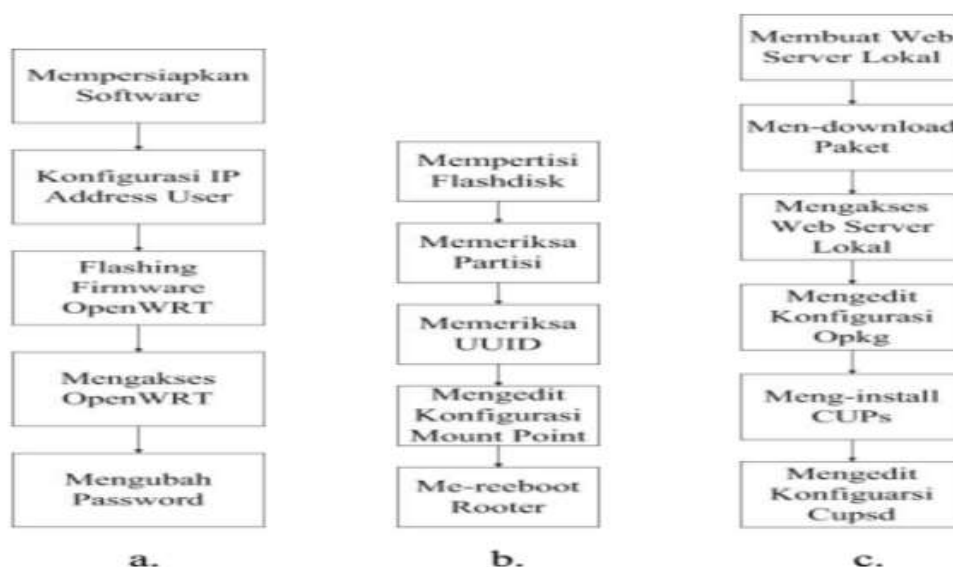 Mempersiapkan
Software
Konfigurasi IP
Address User
Flashing
Firmware
OpenWRT
Mengakses
OpenWRT
Mengubah
Password
a.
Mempertisi
Flashdisk
Memeriksa
Partisi
Memeriksa
UUID
Mengedit
Konfigurasi
Mount Point
Me-reeboot
Rooter
b.
Membuat Web
Server Lokal
Men-download
Paket
Mengakses
Web Server
Lokal
Mengedit
Konfigurasi
Opkg
Meng-install
CUPs
Mengedit
Konfiguarsi
Cupsd
c.